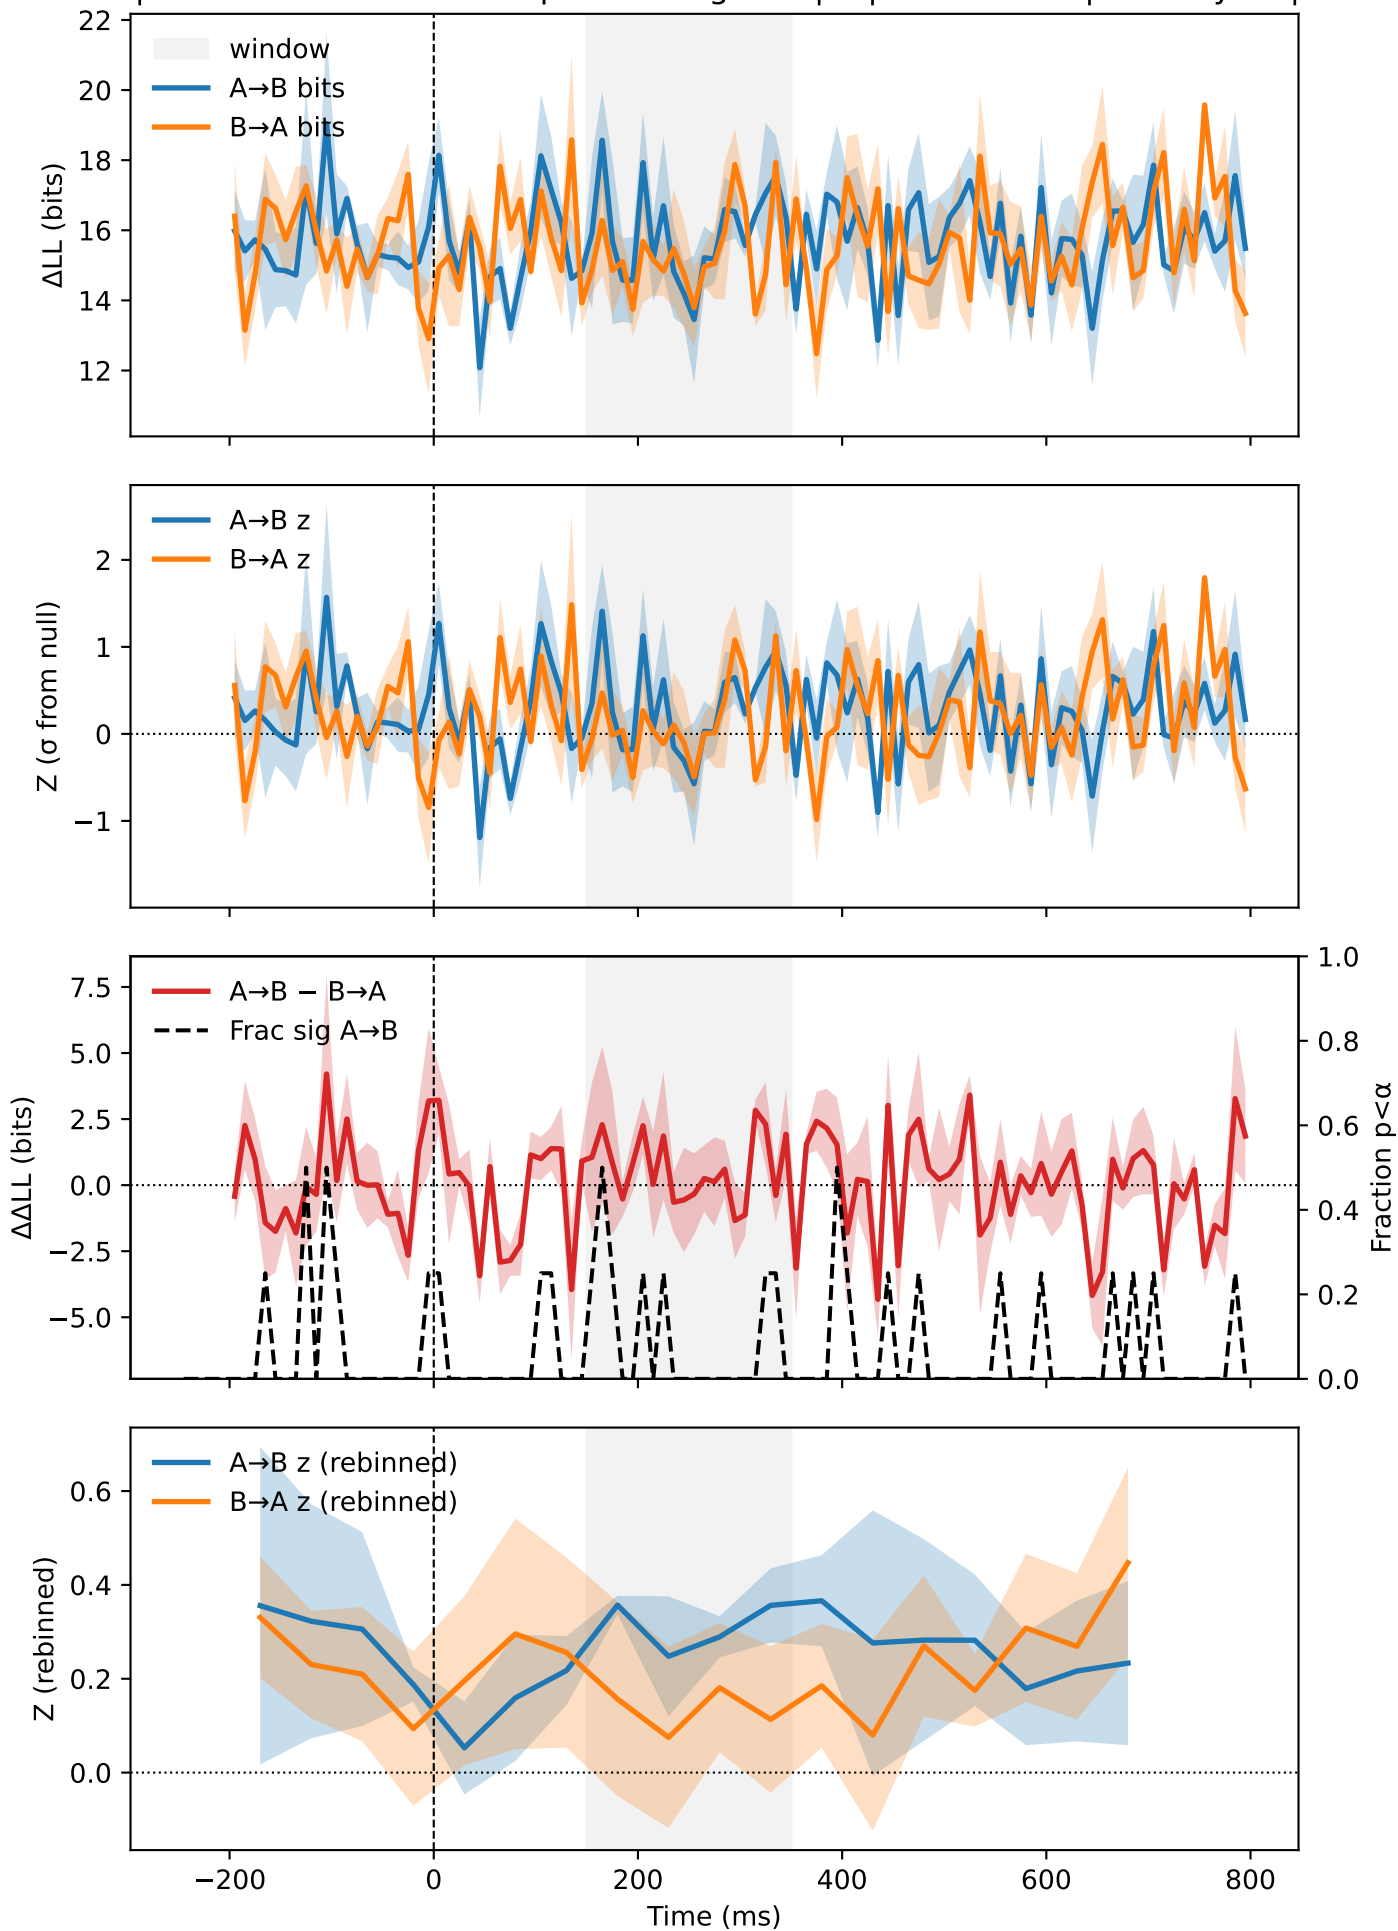 22
20
18
16
14
12
ΔLL (bits)
window
A→B bits
B→A bits
2
1
0
−1
Z (σ from null)
A→B z
B→A z
7.5
5.0
2.5
0.0
−2.5
−5.0
ΔΔLL (bits)
A→B − B→A
Frac sig A→B
1.0
0.8
0.6
0.4
0.2
0.0
Fraction p<α
0.6
0.4
0.2
0.0
Z (rebinned)
A→B z (rebinned)
B→A z (rebinned)
−200 0 200 400 600 800
Time (ms)